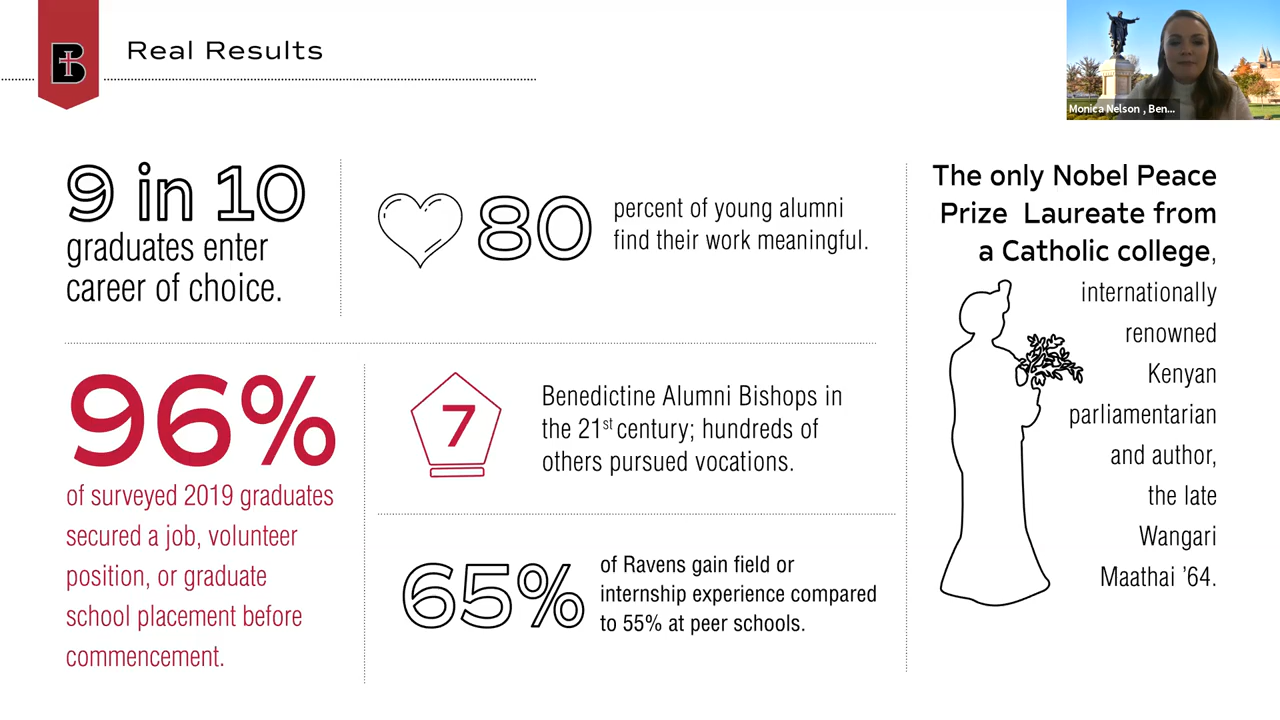 B
Real Results
Monica Nelson , Ben...
9 in 10
graduates enter
career of choice.
80
percent of young alumni
find their work meaningful.
96%
of surveyed 2019 graduates
secured a job, volunteer
position, or graduate
school placement before
commencement.
7
Benedictine Alumni Bishops in
the 21st century; hundreds of
others pursued vocations.
65%
of Ravens gain field or
internship experience compared
to 55% at peer schools.
The only Nobel Peace
Prize Laureate from
a Catholic college,
internationally
renowned
Kenyan
parliamentarian
and author,
the late
Wangari
Maathai ’64.